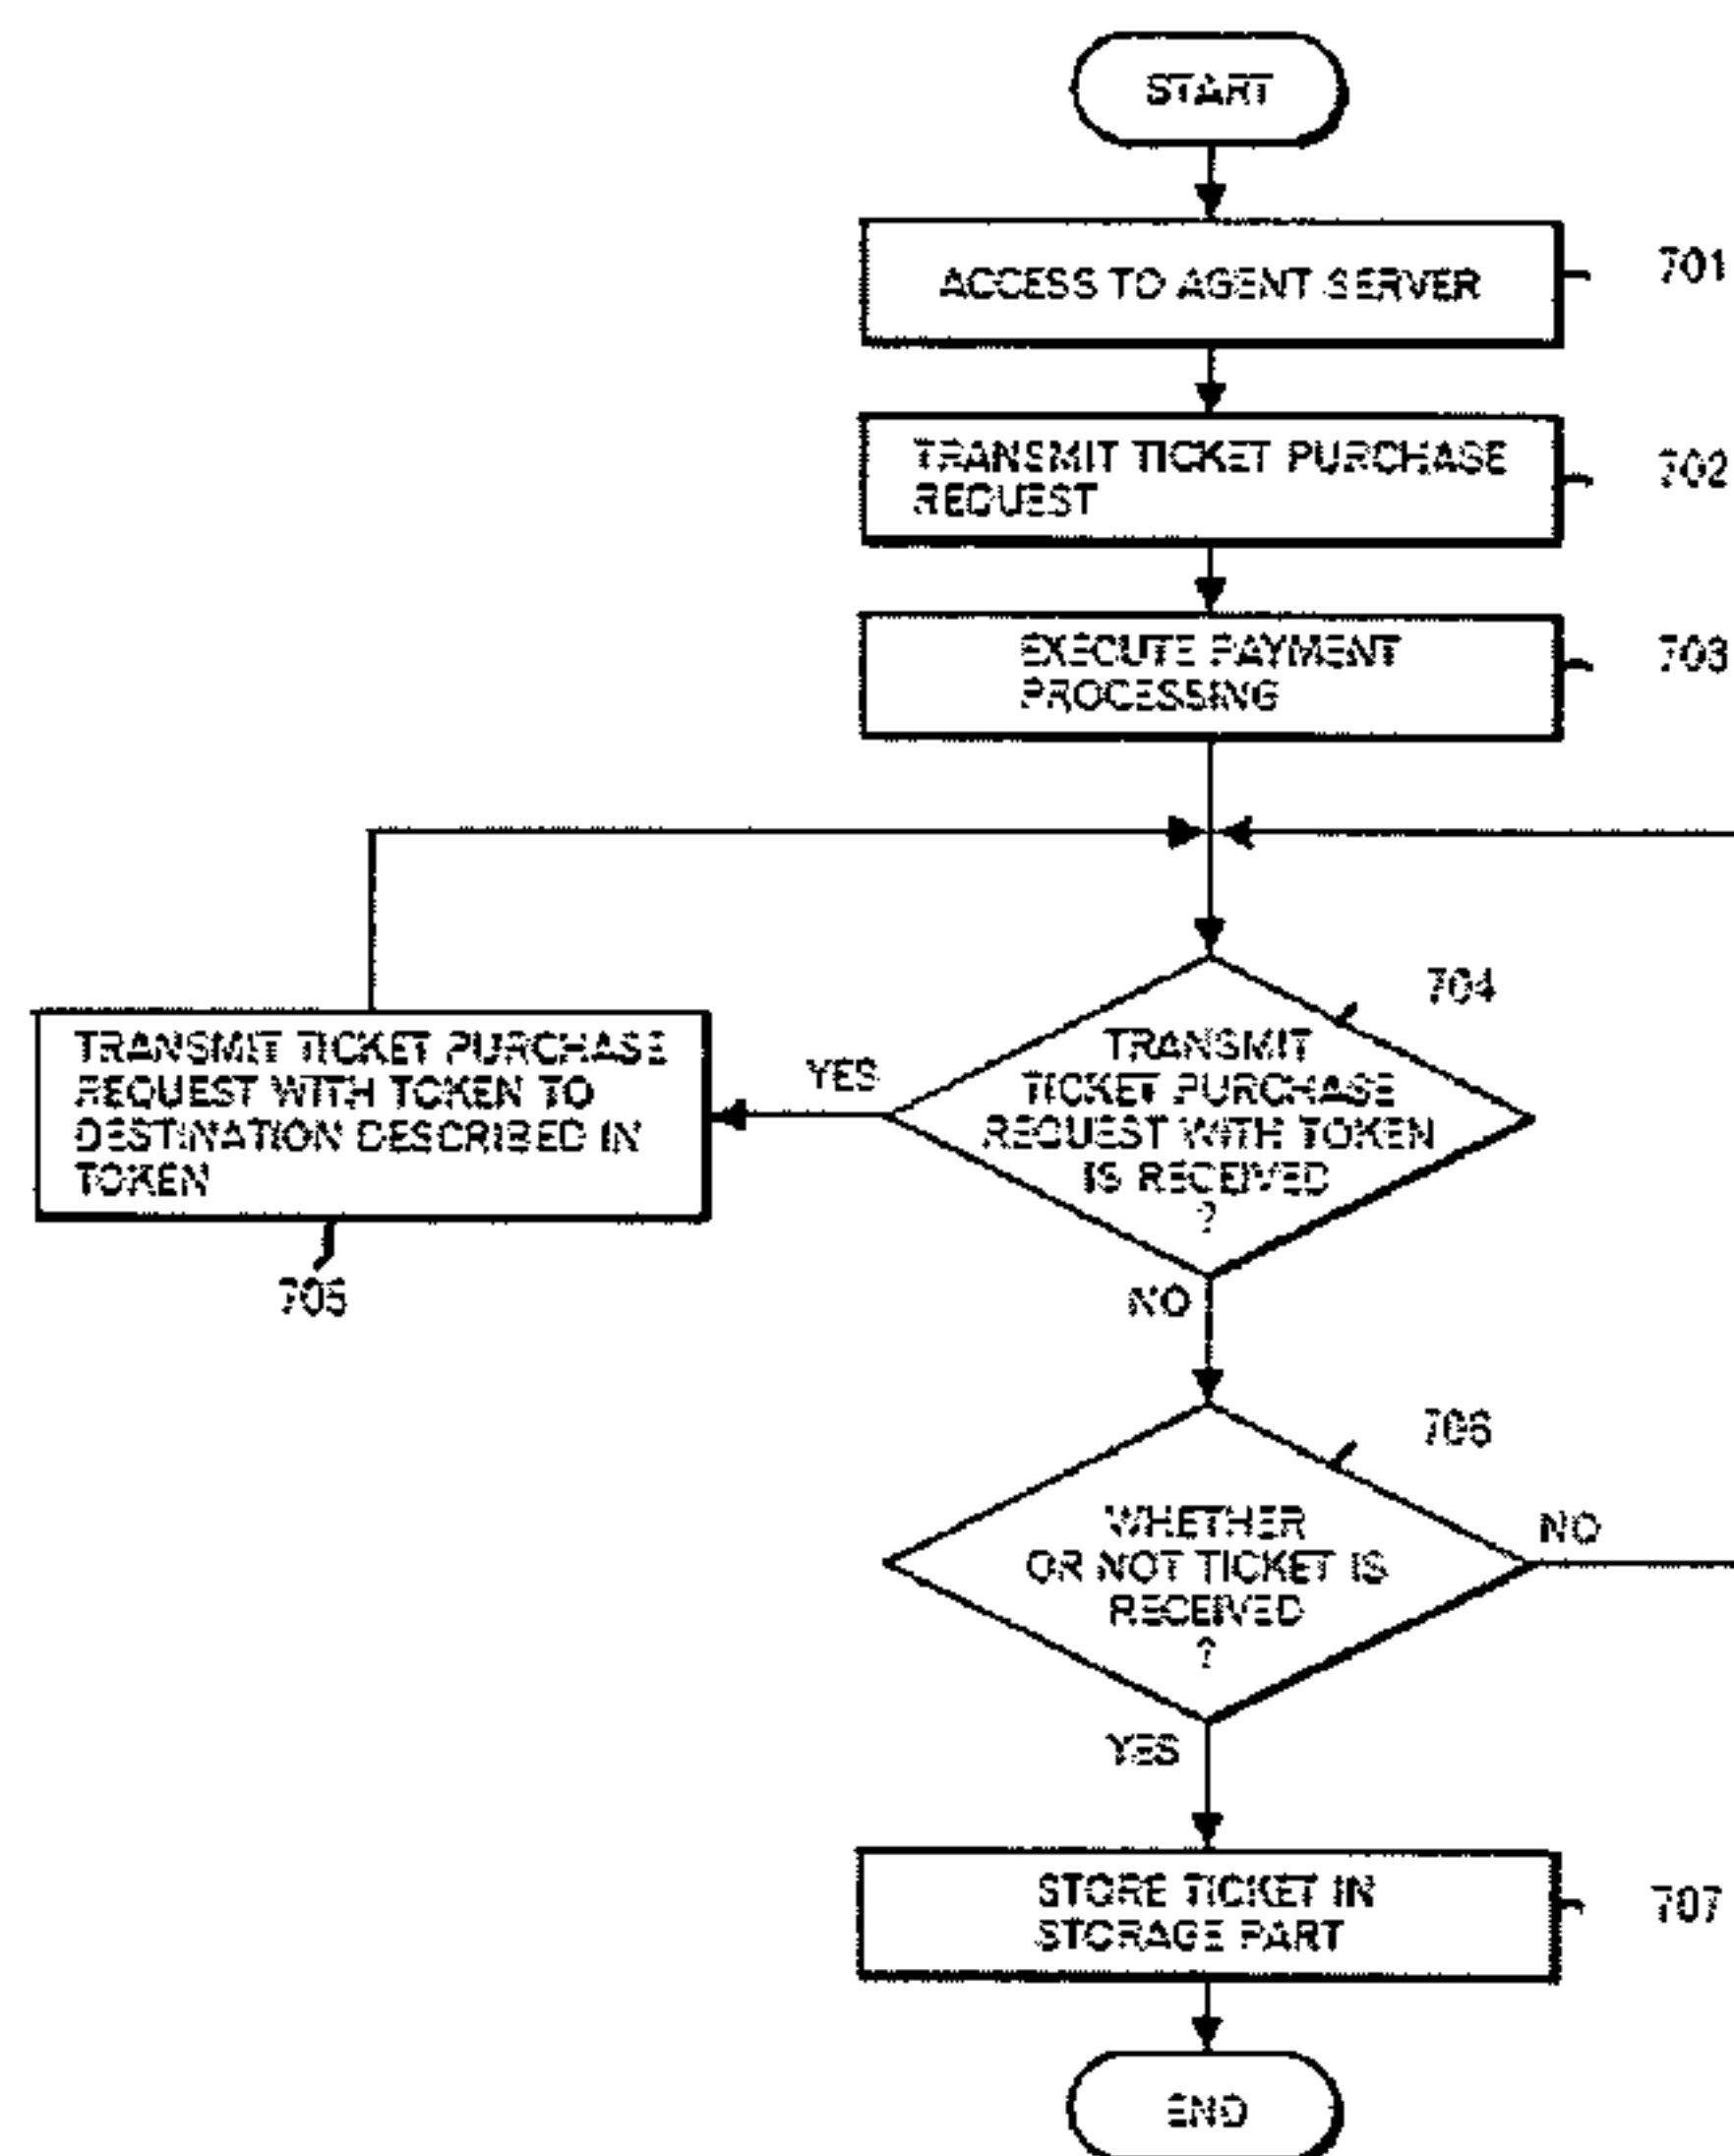 START
ACCESS TO AGENT SERVER
701
TRANSMIT TICKET PURCHASE
REQUEST
702
EXECUTE PAYMENT
PROCESSING
703
704
TRANSMIT
TICKET PURCHASE
REQUEST WITH TOKEN
IS RECEIVED
?
YES
TRANSMIT TICKET PURCHASE
REQUEST WITH TOKEN TO
DESTINATION DESCRIBED IN
TOKEN
705
NO
706
WHETHER
OR NOT TICKET IS
RECEIVED
?
NO
YES
STORE TICKET IN
STORAGE PART
707
END